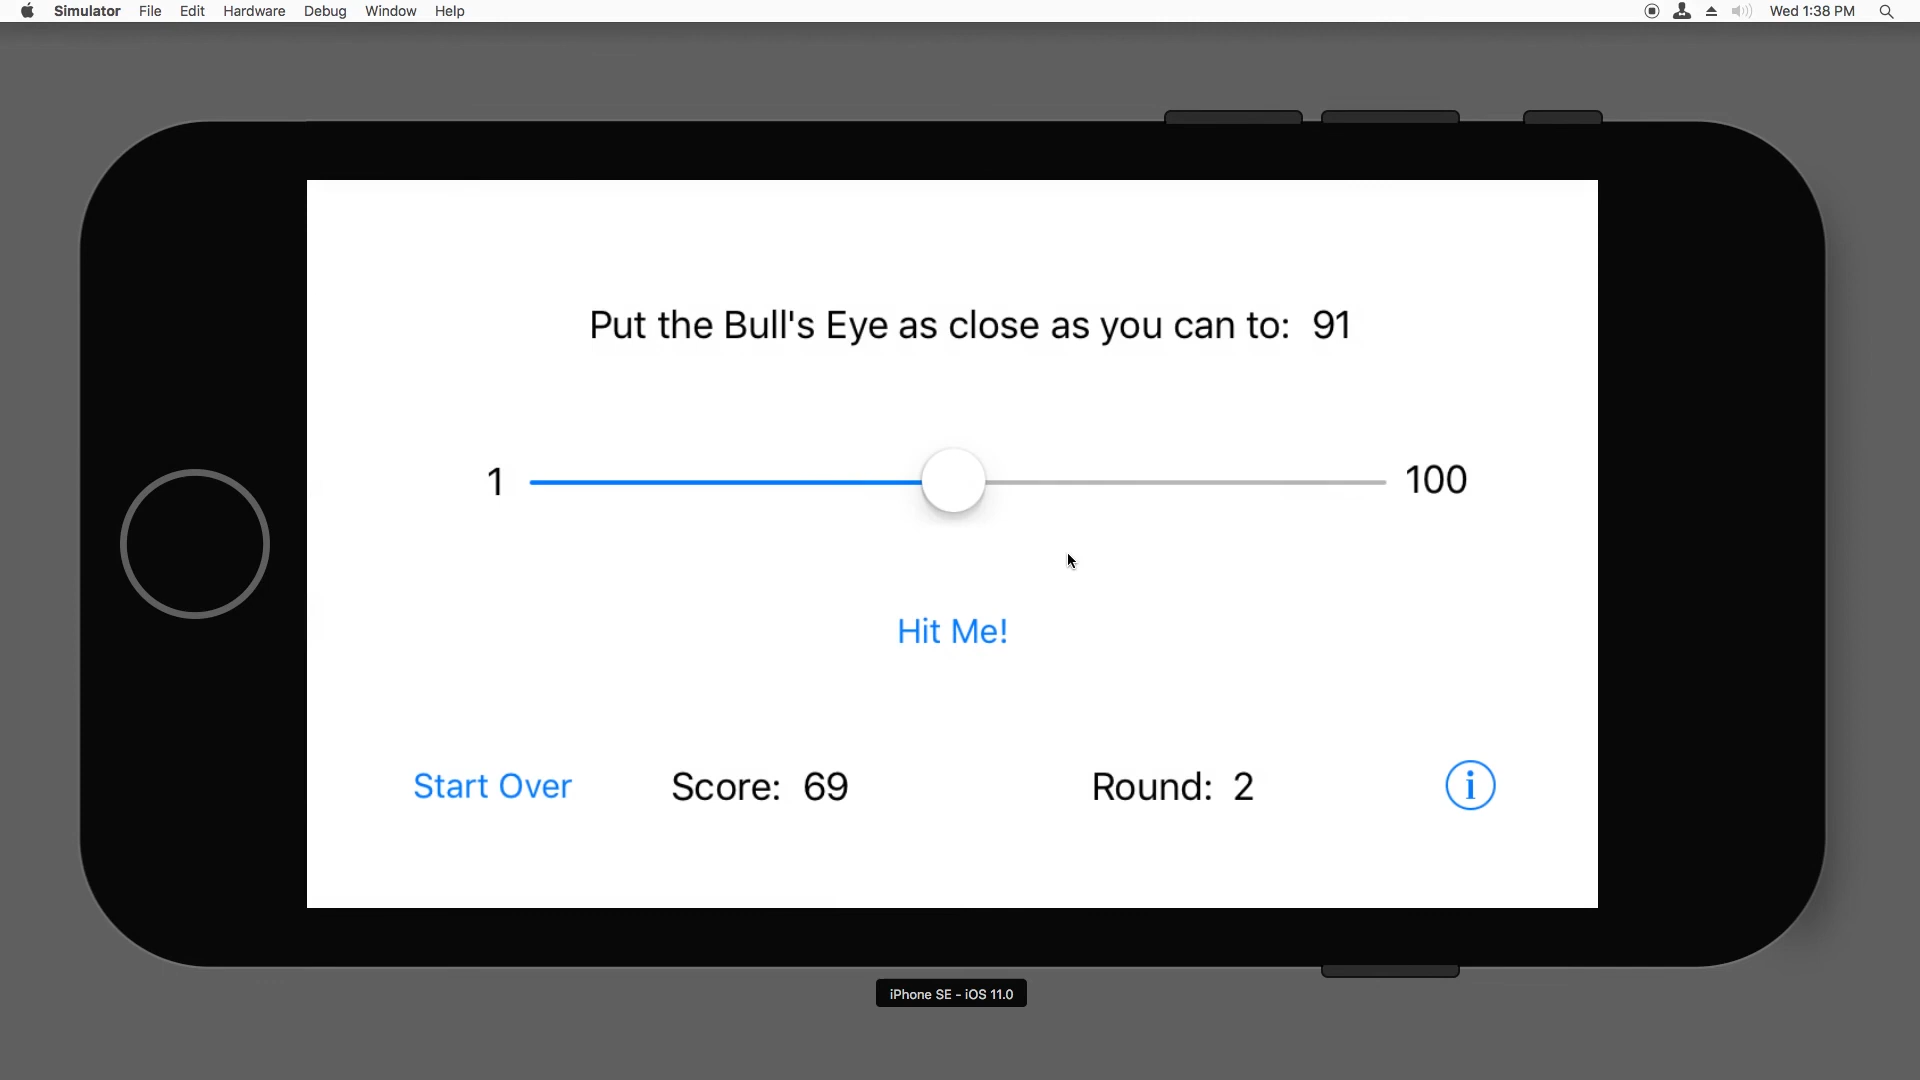 Simulator File Edit Hardware Debug Window Help Wed 1:38 PM
Put the Bull's Eye as close as you can to: 91
1 100
Hit Me!
Start Over Score: 69 Round: 2 i
iPhone SE - iOS 11.0